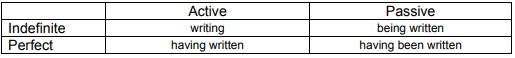 Active Passive
Indefinite writing being written
Perfect having written having been written